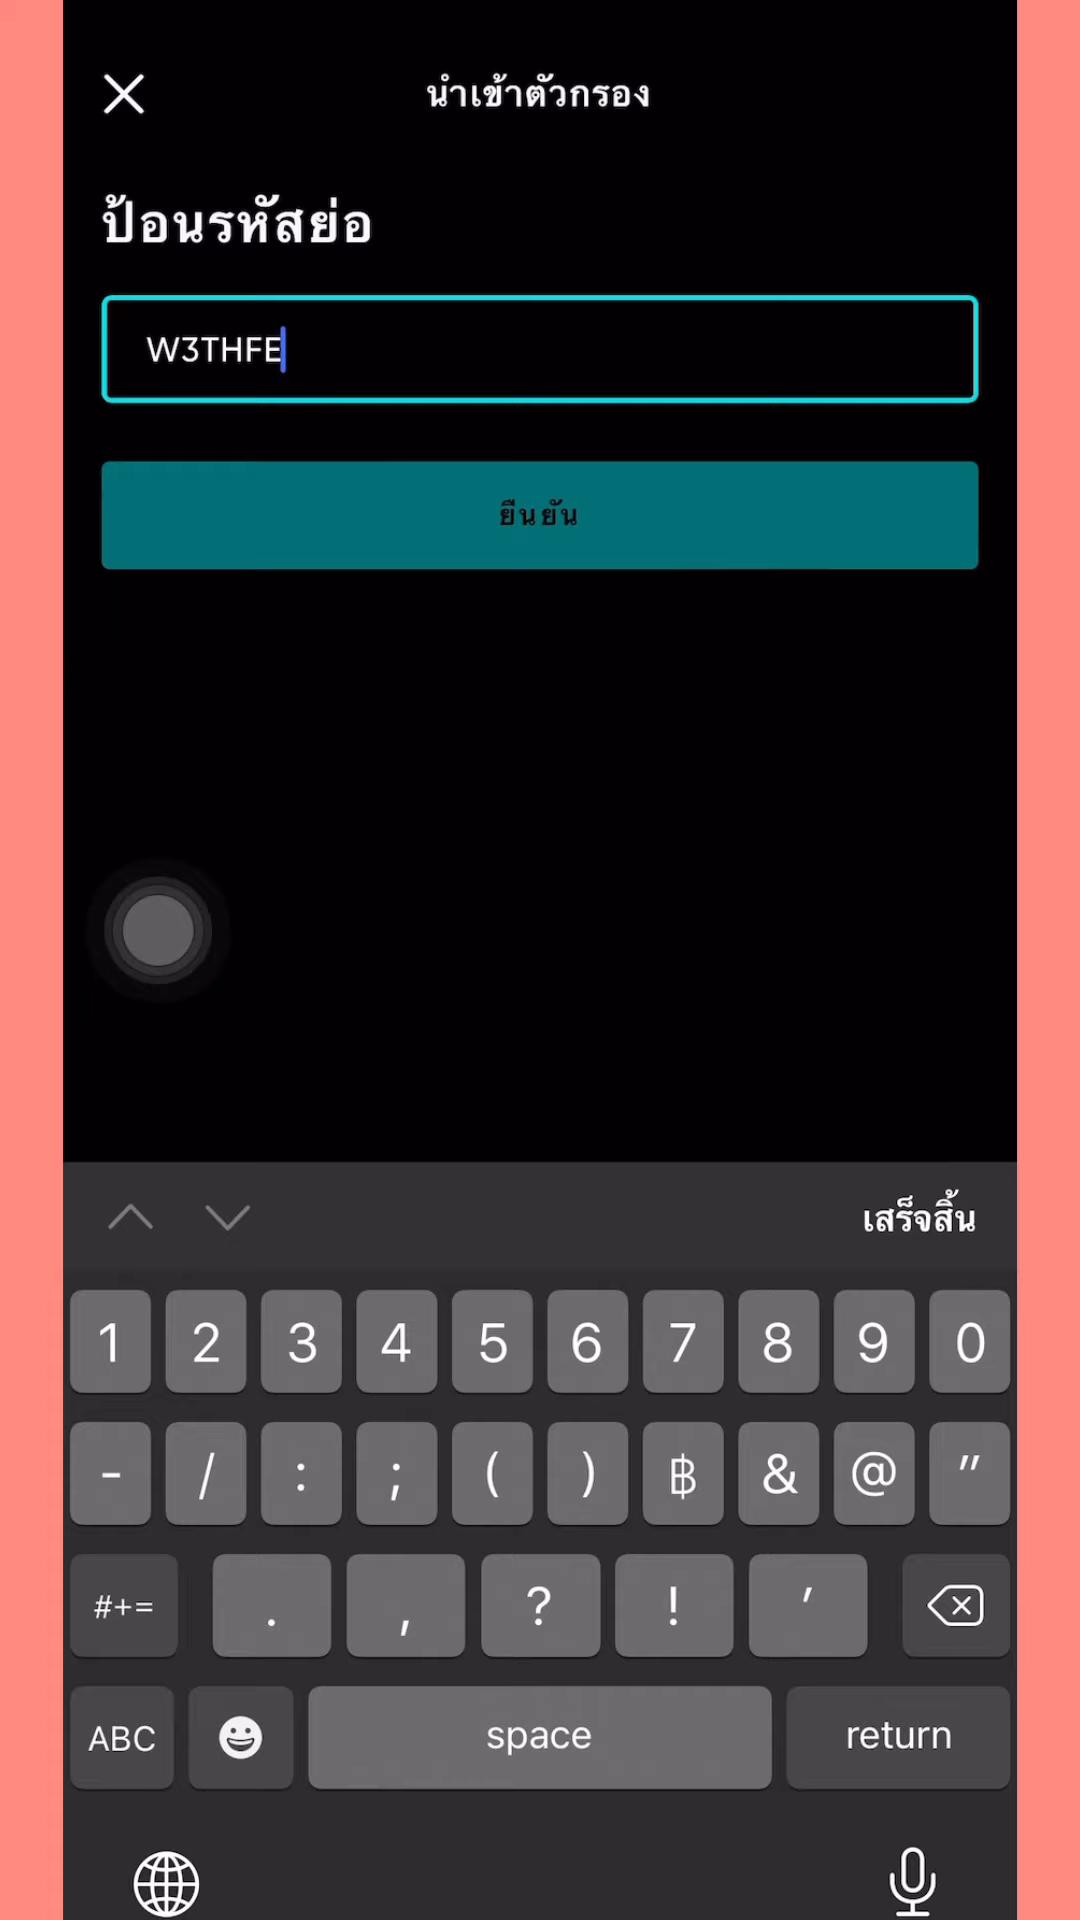 นำเข้าตัวกรอง
ป้อนรหัสย่อ
W3THFE
ยืนยัน
เสร็จสิ้น
1 2 3 4 5 6 7 8 9 0
- / : ; ( ) ฿ & @ "
#+= . , ? ! '
ABC space return